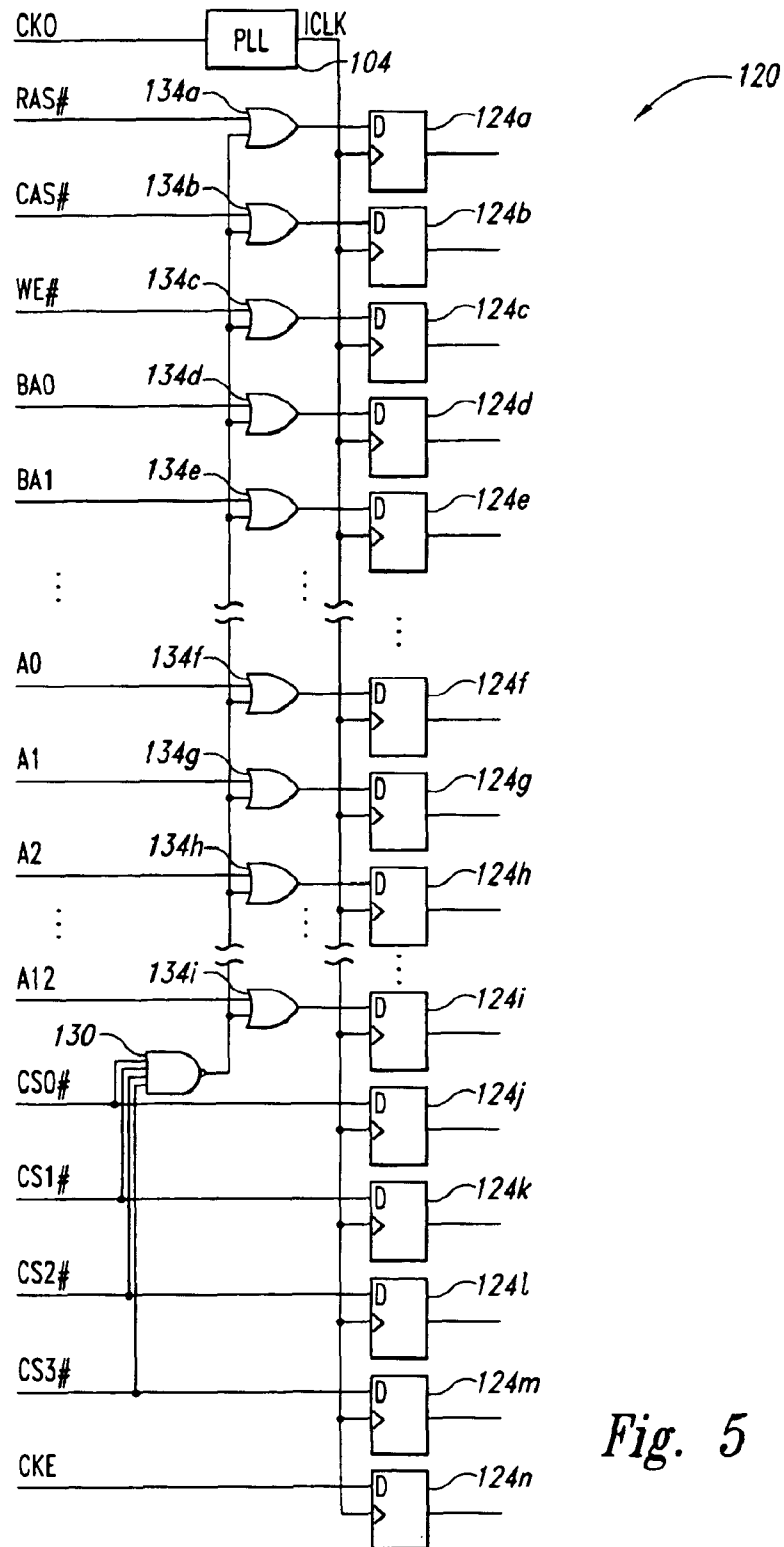 CK0 PLL ICLK
104
120
RAS# 134a D 124a
CAS# 134b D 124b
WE# 134c D 124c
BA0 134d D 124d
BA1 134e D 124e
A0 134f D 124f
A1 134g D 124g
A2 134h D 124h
A12 134i D 124i
130
CS0# D 124j
CS1# D 124k
CS2# D 124l
CS3# D 124m
CKE D 124n
Fig. 5